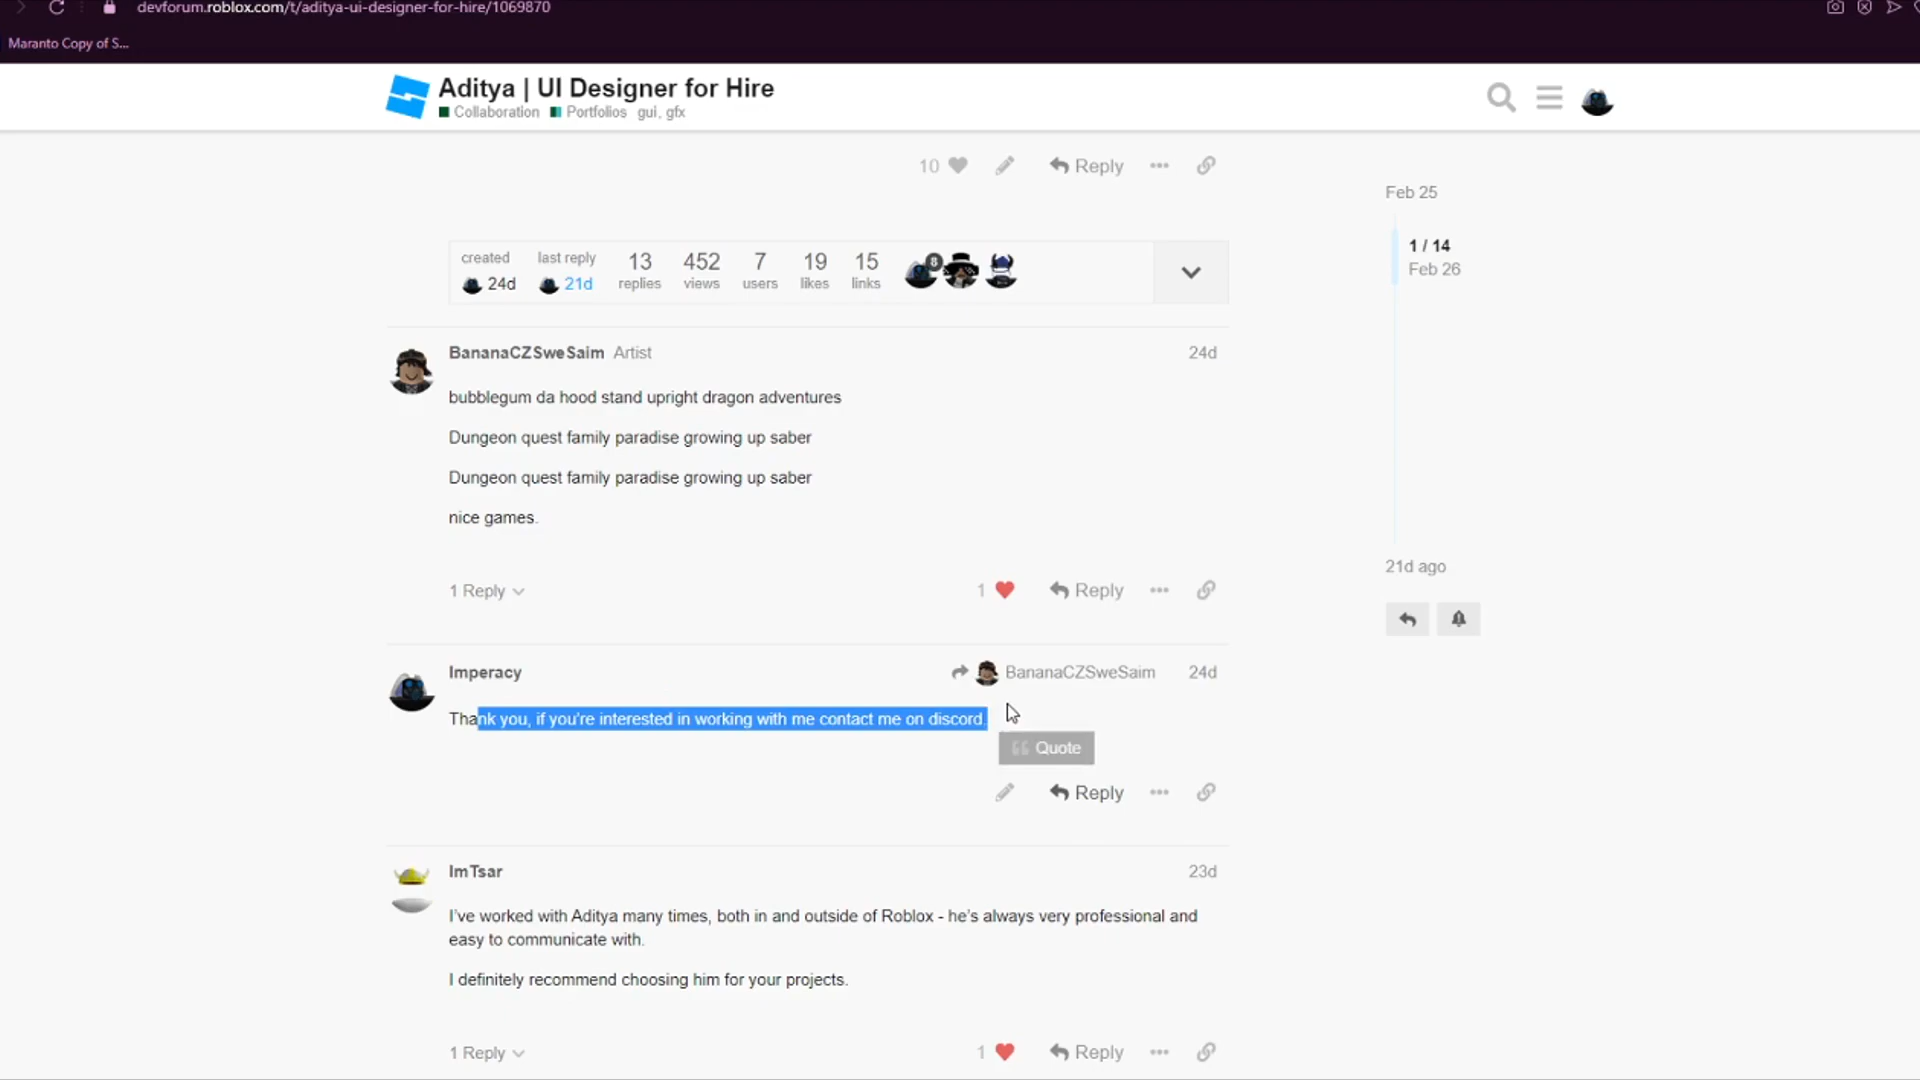 devforum.roblox.com/t/aditya-ui-designer-for-hire/1069870
Maranto Copy of S...
Aditya | UI Designer for Hire
Collaboration Portfolios gui, gfx
10 Reply
Feb 25
1 / 14
Feb 26
created last reply 13 452 7 19 15 8
24d 21d replies views users likes links
BananaCZSweSaim Artist 24d
bubblegum da hood stand upright dragon adventures
Dungeon quest family paradise growing up saber
Dungeon quest family paradise growing up saber
nice games.
21d ago
1 Reply 1 Reply
Imperacy BananaCZSweSaim 24d
Thank you, if you're interested in working with me contact me on discord.
Quote
Reply
ImTsar 23d
I've worked with Aditya many times, both in and outside of Roblox - he's always very professional and
easy to communicate with.
I definitely recommend choosing him for your projects.
1 Reply 1 Reply